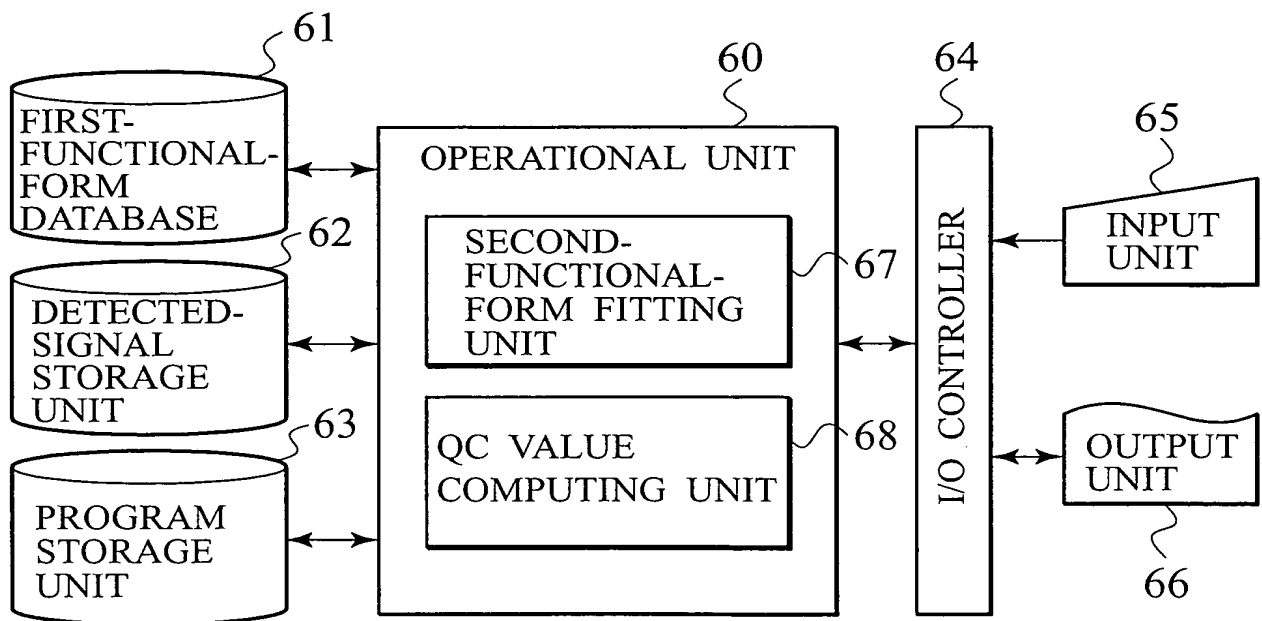 61
FIRST-
FUNCTIONAL-
FORM
DATABASE
62
DETECTED-
SIGNAL
STORAGE
UNIT
63
PROGRAM
STORAGE
UNIT
60
OPERATIONAL UNIT
SECOND-
FUNCTIONAL-
FORM FITTING
UNIT
67
QC VALUE
COMPUTING UNIT
68
64
I/O CONTROLLER
65
INPUT
UNIT
OUTPUT
UNIT
66